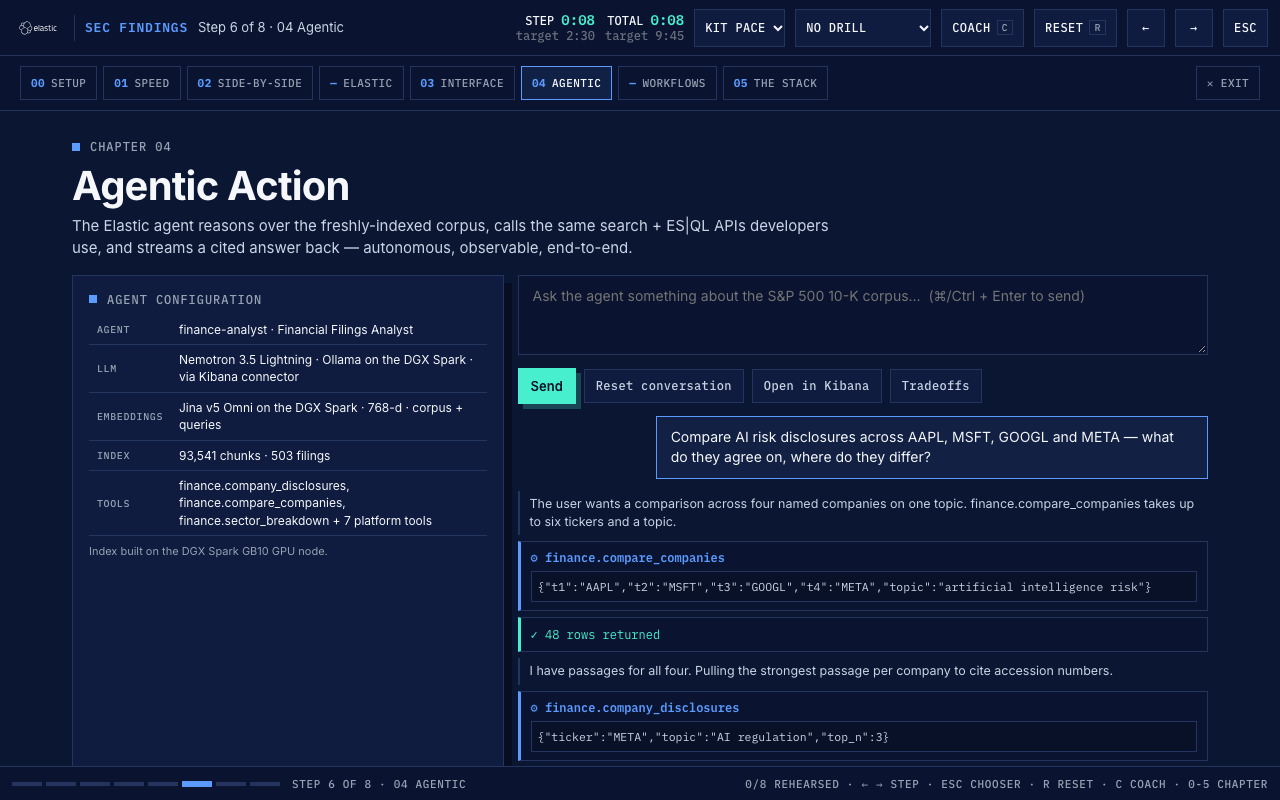 elastic
SEC FINDINGS Step 6 of 8 · 04 Agentic
STEP 0:08 TOTAL 0:08
target 2:30 target 9:45
KIT PACE
NO DRILL
COACH C
RESET R
←
→
ESC
00 SETUP
01 SPEED
02 SIDE-BY-SIDE
— ELASTIC
03 INTERFACE
04 AGENTIC
— WORKFLOWS
05 THE STACK
× EXIT
CHAPTER 04
Agentic Action
The Elastic agent reasons over the freshly-indexed corpus, calls the same search + ES|QL APIs developers
use, and streams a cited answer back — autonomous, observable, end-to-end.
AGENT CONFIGURATION
AGENT finance-analyst · Financial Filings Analyst
LLM Nemotron 3.5 Lightning · Ollama on the DGX Spark ·
via Kibana connector
EMBEDDINGS Jina v5 Omni on the DGX Spark · 768-d · corpus +
queries
INDEX 93,541 chunks · 503 filings
TOOLS finance.company_disclosures,
finance.compare_companies,
finance.sector_breakdown + 7 platform tools
Index built on the DGX Spark GB10 GPU node.
Ask the agent something about the S&P 500 10-K corpus… (⌘/Ctrl + Enter to send)
Send
Reset conversation
Open in Kibana
Tradeoffs
Compare AI risk disclosures across AAPL, MSFT, GOOGL and META — what
do they agree on, where do they differ?
The user wants a comparison across four named companies on one topic. finance.compare_companies takes up
to six tickers and a topic.
⚙ finance.compare_companies
{"t1":"AAPL","t2":"MSFT","t3":"GOOGL","t4":"META","topic":"artificial intelligence risk"}
✓ 48 rows returned
I have passages for all four. Pulling the strongest passage per company to cite accession numbers.
⚙ finance.company_disclosures
{"ticker":"META","topic":"AI regulation","top_n":3}
STEP 6 OF 8 · 04 AGENTIC
0/8 REHEARSED · ← → STEP · ESC CHOOSER · R RESET · C COACH · 0-5 CHAPTER